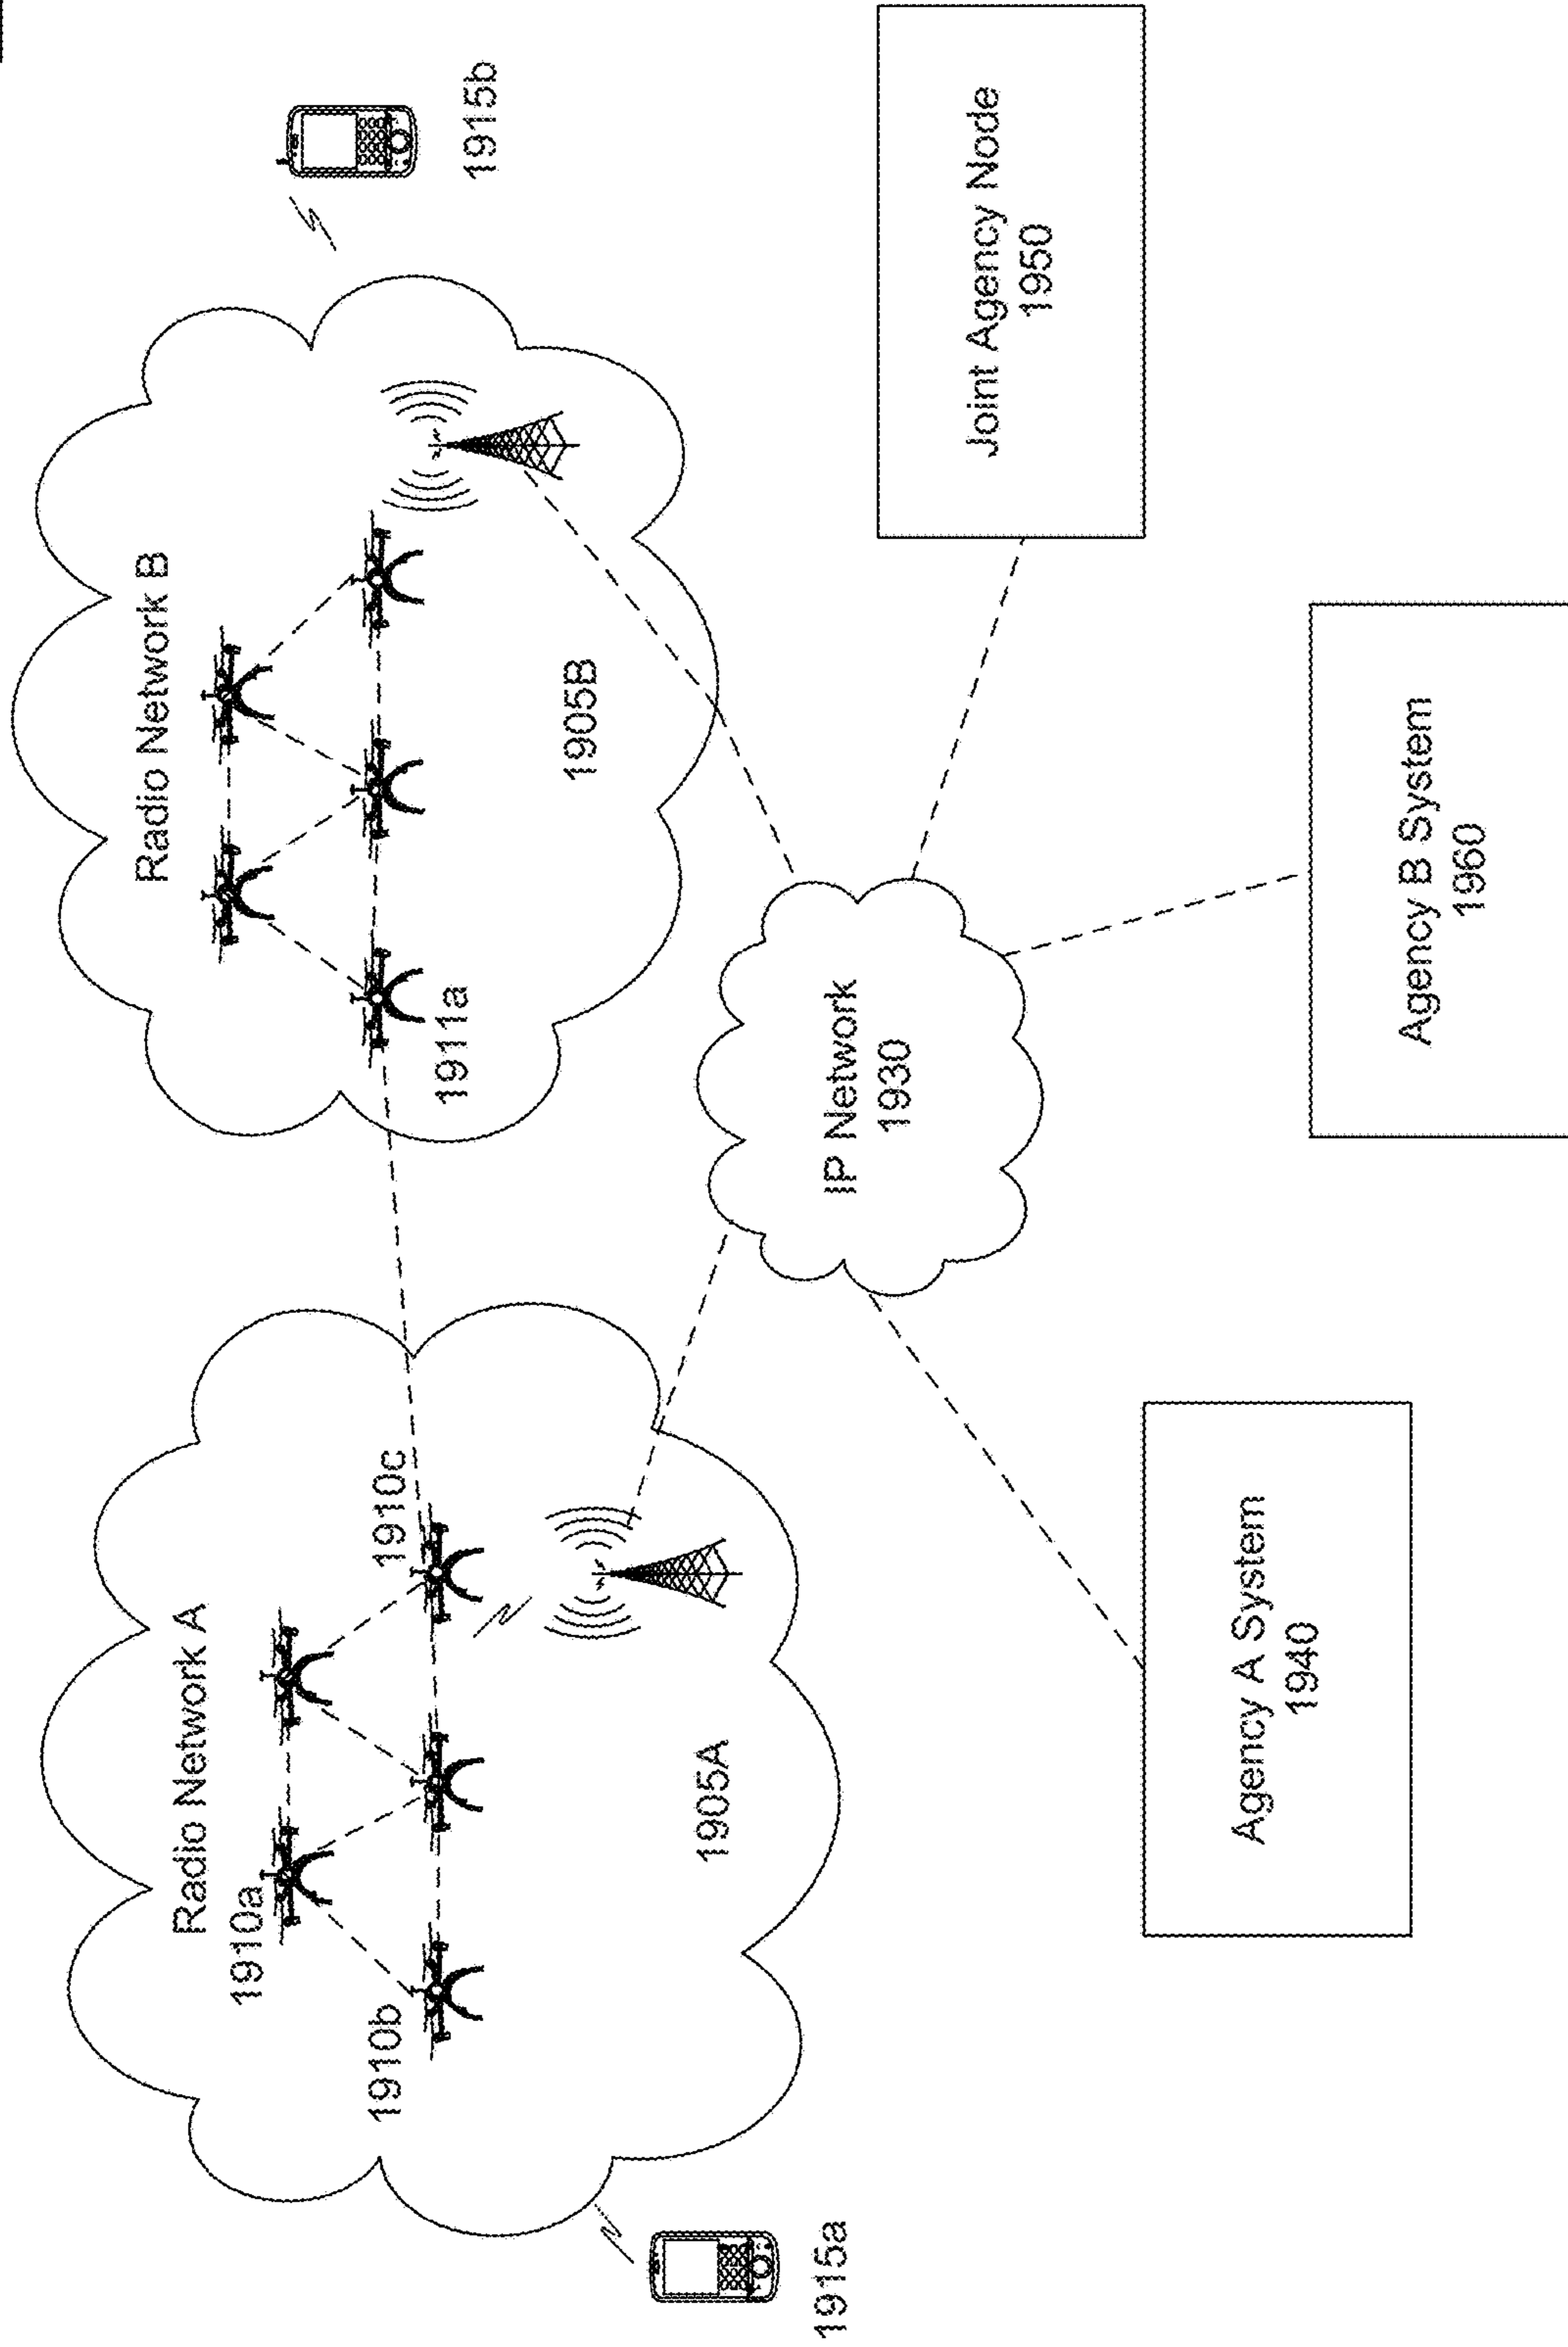 Radio Network A
1910a
1910b
1910c
1905A
1915a
Radio Network B
1911a
1905B
1915b
IP Network
1930
Agency A System
1940
Agency B System
1960
Joint Agency Node
1950